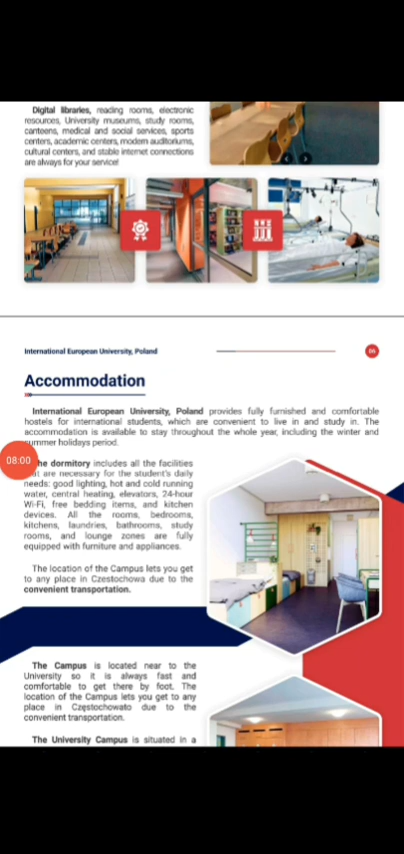 Digital libraries, reading rooms, electronic
resources, University museums, study rooms,
canteens, medical and social services, sports
centers, academic centers, modern auditoriums,
cultural centers, and stable internet connections
are always for your service!
International European University, Poland
06
Accommodation
International European University, Poland provides fully furnished and comfortable
hostels for international students, which are convenient to live in and study in. The
accommodation is available to stay throughout the whole year, including the winter and
summer holidays period.
08:00
The dormitory includes all the facilities
that are necessary for the student's daily
needs: good lighting, hot and cold running
water, central heating, elevators, 24-hour
Wi-Fi, free bedding items, and kitchen
devices. All the rooms, bedrooms,
kitchens, laundries, bathrooms, study
rooms, and lounge zones are fully
equipped with furniture and appliances.
The location of the Campus lets you get
to any place in Czestochowa due to the
convenient transportation.
The Campus is located near to the
University so it is always fast and
comfortable to get there by foot. The
location of the Campus lets you get to any
place in Częstochowato due to the
convenient transportation.
The University Campus is situated in a